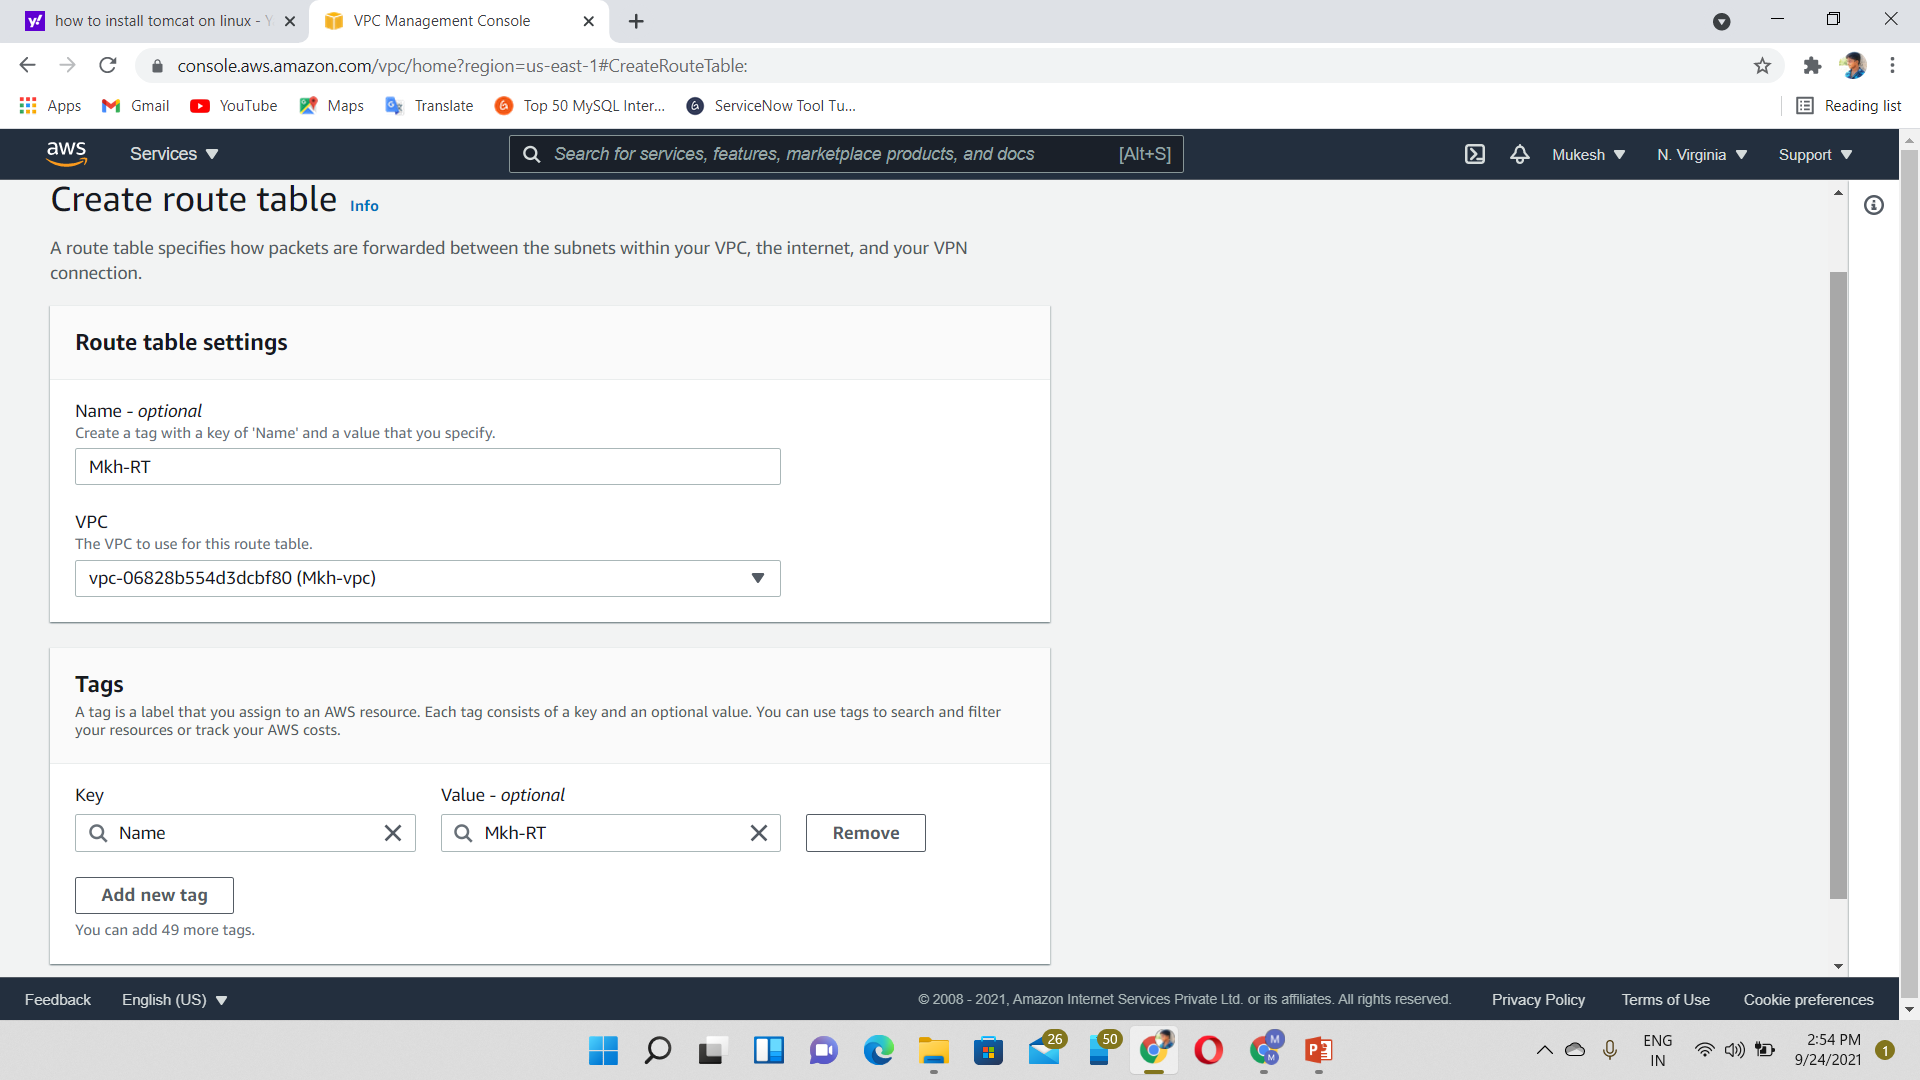 how to install tomcat on linux - Y
VPC Management Console
console.aws.amazon.com/vpc/home?region=us-east-1#CreateRouteTable:
Apps
Gmail
YouTube
Maps
Translate
Top 50 MySQL Inter...
ServiceNow Tool Tu...
Reading list
aws
Services
Search for services, features, marketplace products, and docs
[Alt+S]
Mukesh
N. Virginia
Support
Create route table Info
A route table specifies how packets are forwarded between the subnets within your VPC, the internet, and your VPN
connection.
Route table settings
Name - optional
Create a tag with a key of 'Name' and a value that you specify.
Mkh-RT
VPC
The VPC to use for this route table.
vpc-06828b554d3dcbf80 (Mkh-vpc)
Tags
A tag is a label that you assign to an AWS resource. Each tag consists of a key and an optional value. You can use tags to search and filter
your resources or track your AWS costs.
Key
Value - optional
Name
Mkh-RT
Remove
Add new tag
You can add 49 more tags.
Feedback
English (US)
© 2008 - 2021, Amazon Internet Services Private Ltd. or its affiliates. All rights reserved.
Privacy Policy
Terms of Use
Cookie preferences
26
50
M
M
ENG
IN
2:54 PM
9/24/2021
1